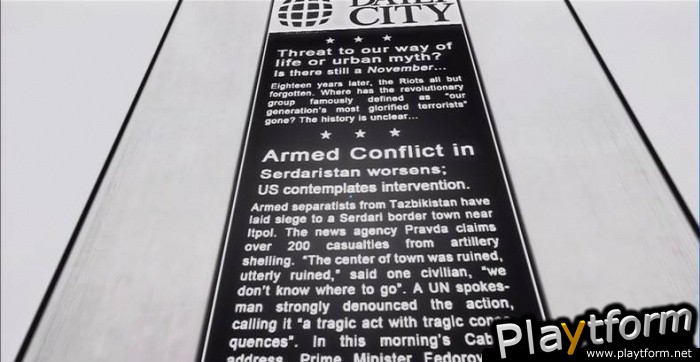 DAILY
CITY
Threat to our way of
life or urban myth?
Is there still a November...
Eighteen years later, the Riots all but
forgotten. Where has the revolutionary
group famously defined as "our
generation's most glorified terrorists"
gone? The history is unclear...
Armed Conflict in
Serdaristan worsens;
US contemplates intervention.
Armed separatists from Tazbikistan have
laid siege to a Serdari border town near
Itpol. The news agency Pravda claims
over 200 casualties from artillery
shelling. "The center of town was ruined,
utterly ruined," said one civilian, "we
don't know where to go". A UN spokes-
man strongly denounced the action,
calling it "a tragic act with tragic
quences". In this morning's
address, Prime Minister Fedorov
Playtform
www.playtform.net